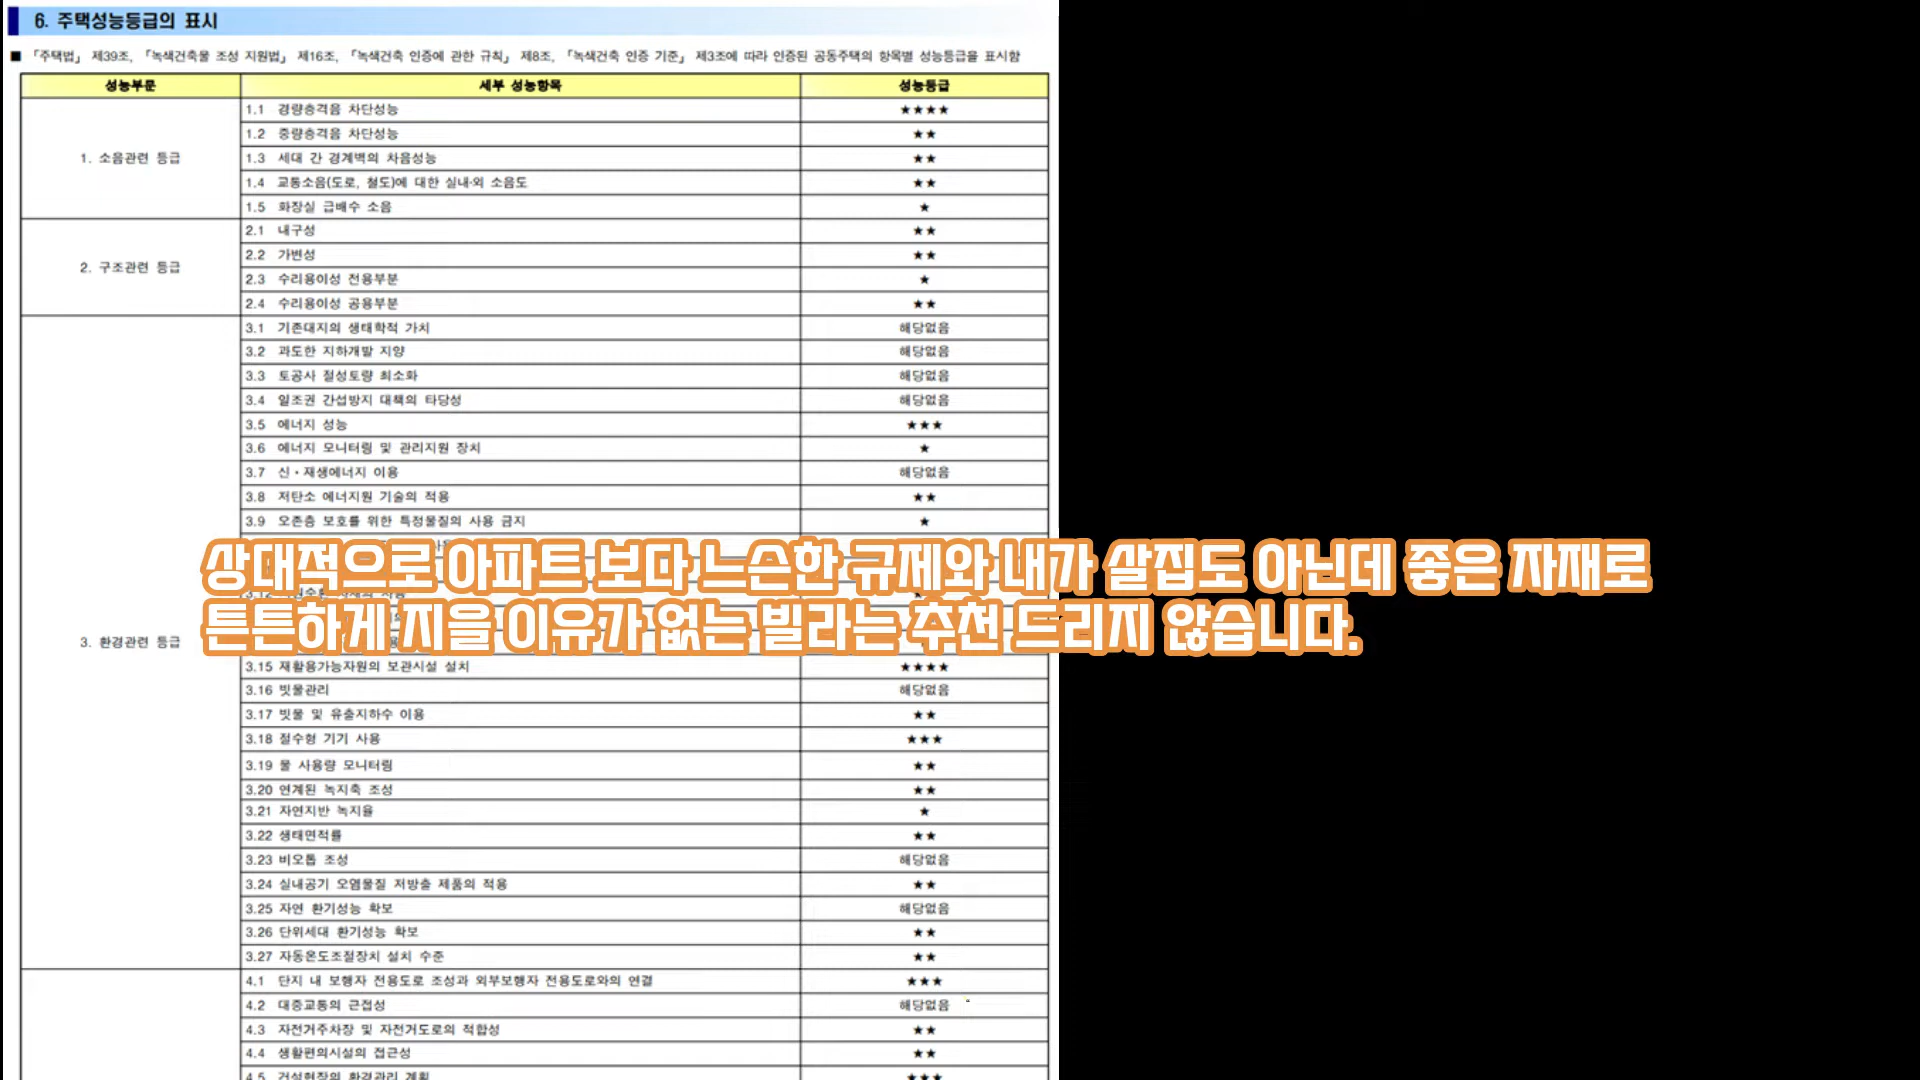 6. 주택성능등급의 표시
■ 「주택법」 제39조, 「녹색건축물 조성 지원법」 제16조, 「녹색건축 인증에 관한 규칙」 제8조, 「녹색건축 인증 기준」 제3조에 따라 인증된 공동주택의 항목별 성능등급을 표시함
성능부문 세부 성능항목 성능등급
1. 소음관련 등급
1.1 경량충격음 차단성능 ★★★★
1.2 중량충격음 차단성능 ★★
1.3 세대 간 경계벽의 차음성능 ★★
1.4 교통소음(도로, 철도)에 대한 실내·외 소음도 ★★
1.5 화장실 급배수 소음 ★
2. 구조관련 등급
2.1 내구성 ★★
2.2 가변성 ★★
2.3 수리용이성 전용부분 ★
2.4 수리용이성 공용부분 ★★
3. 환경관련 등급
3.1 기존대지의 생태학적 가치 해당없음
3.2 과도한 지하개발 지양 해당없음
3.3 토공사 절성토량 최소화 해당없음
3.4 일조권 간섭방지 대책의 타당성 해당없음
3.5 에너지 성능 ★★★
3.6 에너지 모니터링 및 관리지원 장치 ★
3.7 신・재생에너지 이용 해당없음
3.8 저탄소 에너지원 기술의 적용 ★★
3.9 오존층 보호를 위한 특정물질의 사용 금지 ★
상대적으로 아파트 보다 느슨한 규제와 내가 살집도 아닌데 좋은 자재로
튼튼하게 지을 이유가 없는 빌라는 추천 드리지 않습니다.
3.15 재활용가능자원의 보관시설 설치 ★★★★
3.16 빗물관리 해당없음
3.17 빗물 및 유출지하수 이용 ★★
3.18 절수형 기기 사용 ★★★
3.19 물 사용량 모니터링 ★★
3.20 연계된 녹지축 조성 ★★
3.21 자연지반 녹지율 ★
3.22 생태면적률 ★★
3.23 비오톱 조성 해당없음
3.24 실내공기 오염물질 저방출 제품의 적용 ★★
3.25 자연 환기성능 확보 해당없음
3.26 단위세대 환기성능 확보 ★★
3.27 자동온도조절장치 설치 수준 ★★
4.1 단지 내 보행자 전용도로 조성과 외부보행자 전용도로와의 연결 ★★★
4.2 대중교통의 근접성 해당없음
4.3 자전거주차장 및 자전거도로의 적합성 ★★
4.4 생활편의시설의 접근성 ★★
4.5 건설현장의 환경관리 계획 ★★★